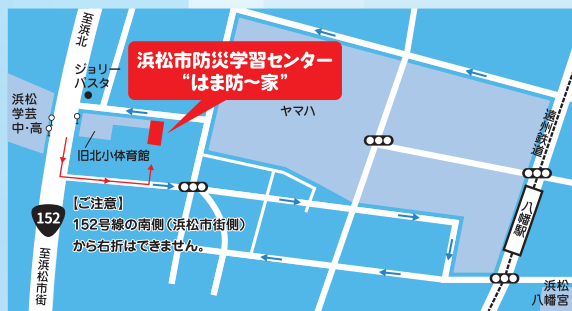 至浜北
ジョリー
パスタ
浜松
学芸
中・高
浜松市防災学習センター
“はま防〜家”
ヤマハ
旧北小体育館
遠州鉄道
八幡駅
【ご注意】
152号線の南側（浜松市街側）
から右折はできません。
152
至浜松市街
浜松
八幡宮